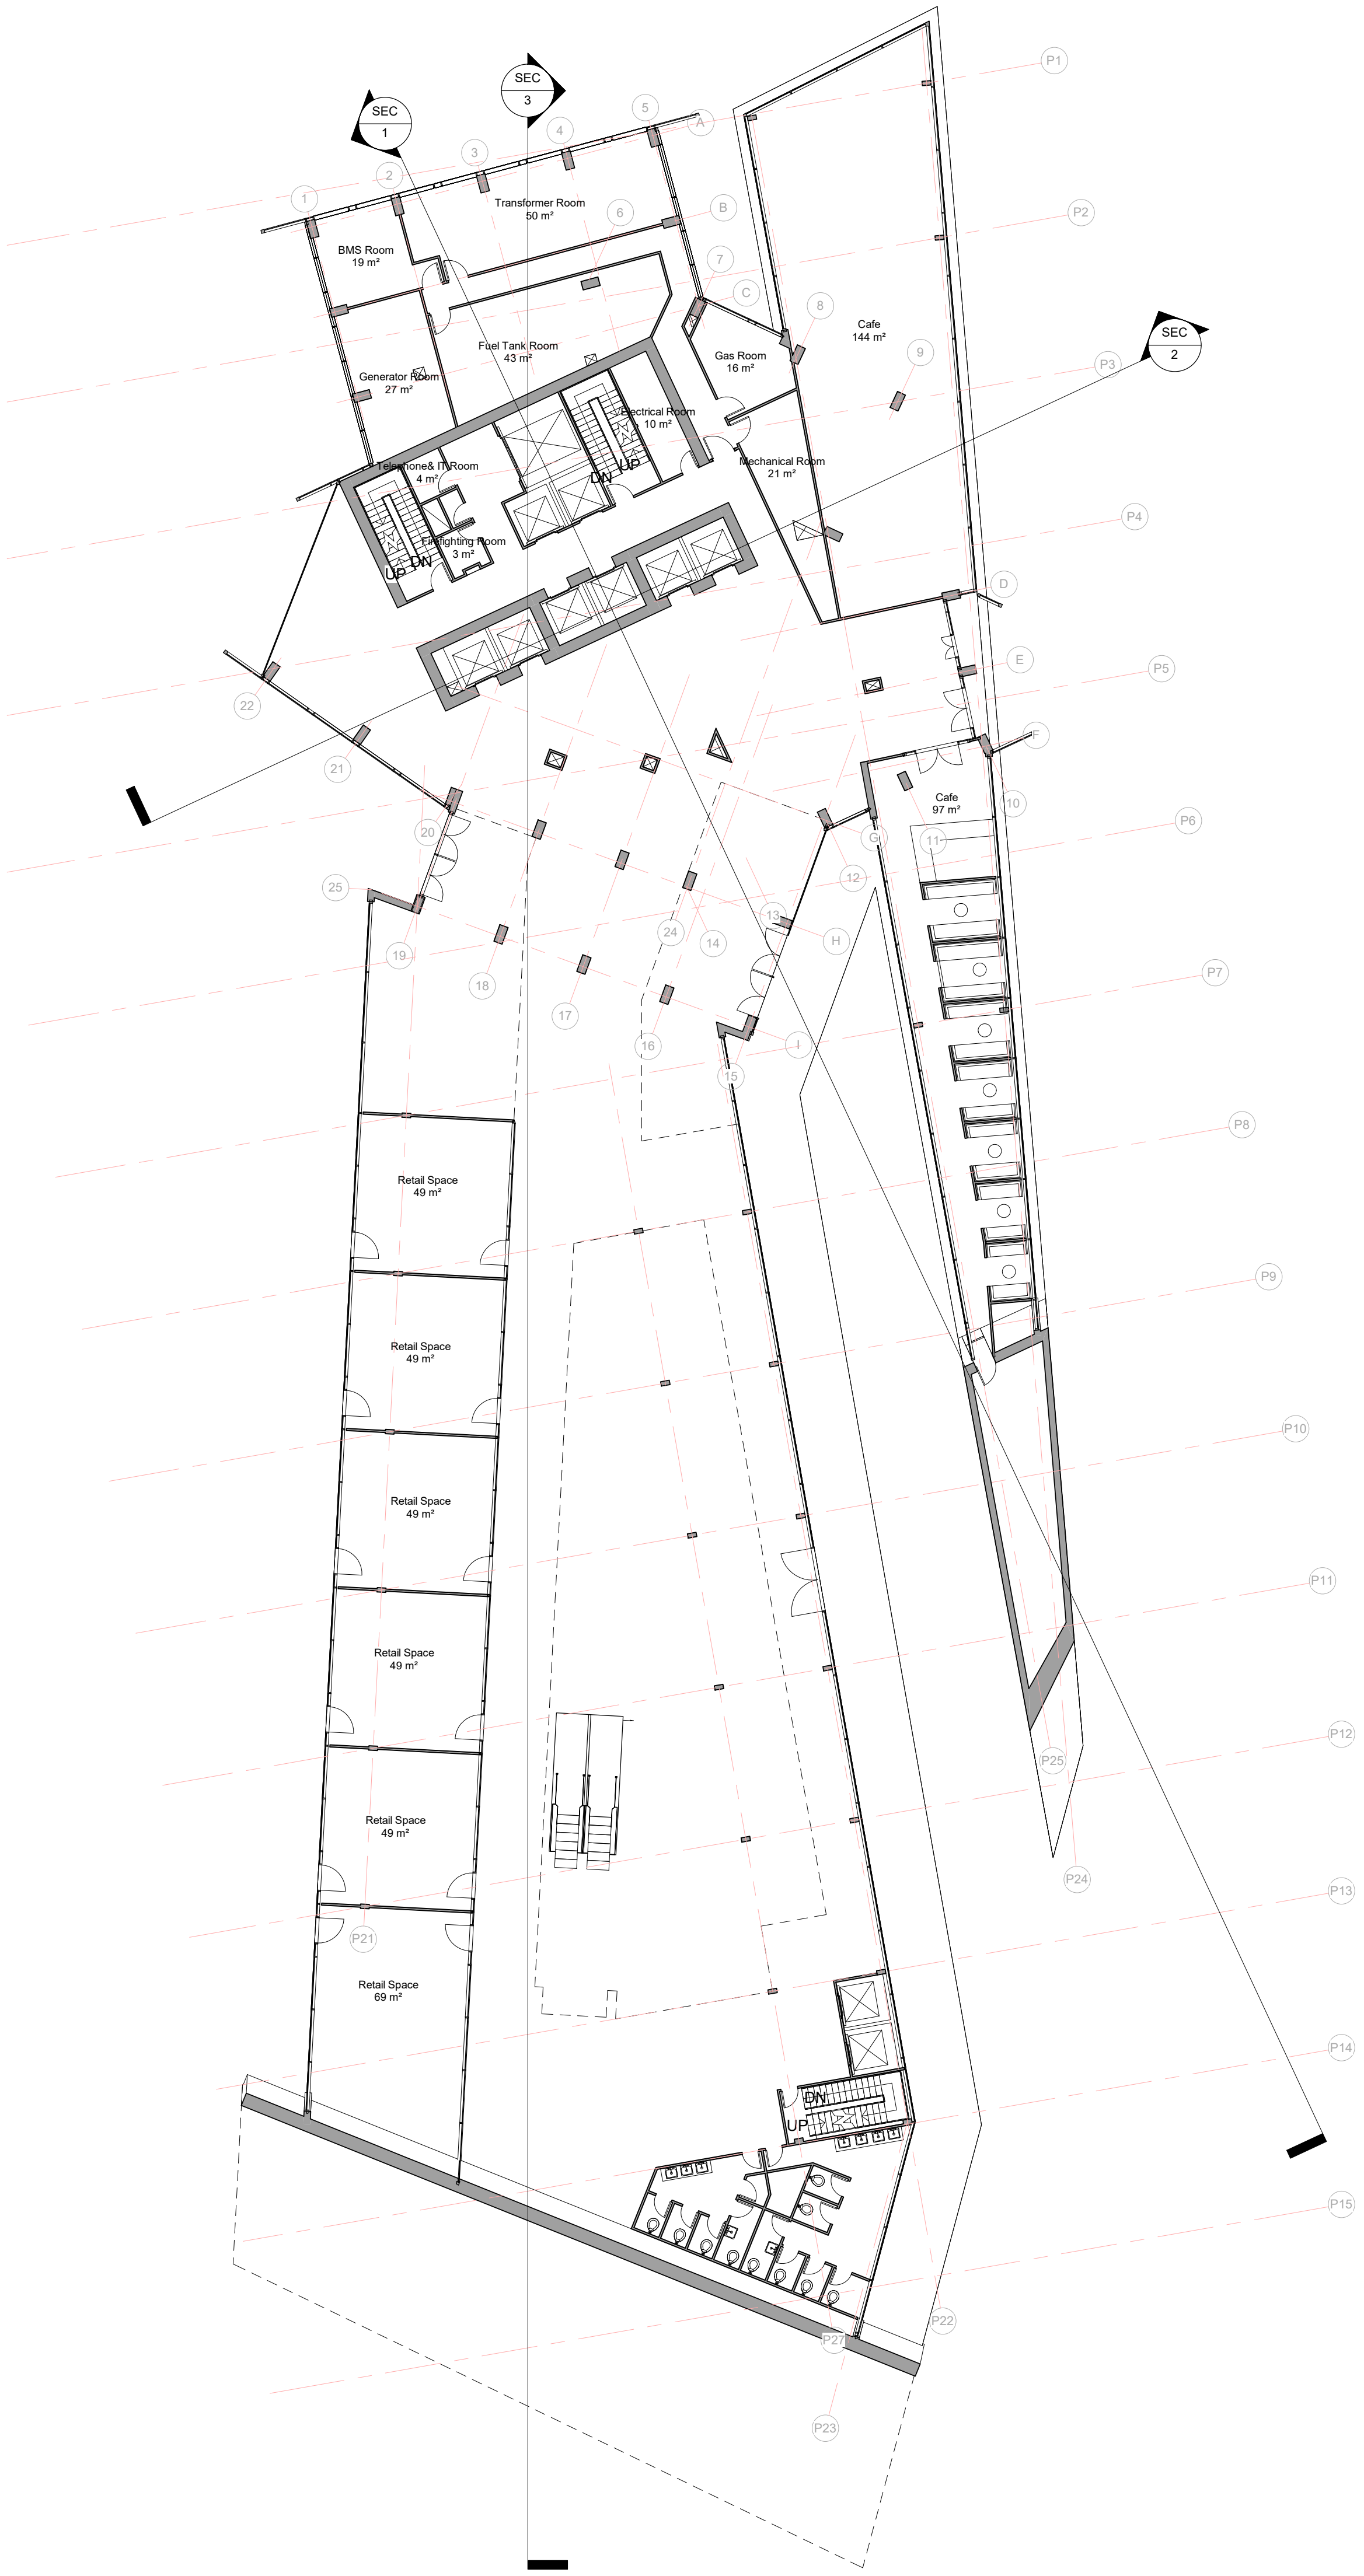 P1
SEC
3
SEC
1
5
A
4
3
2
1
Transformer Room
50 m²
B
6
P2
BMS Room
19 m²
7
C
8
Cafe
144 m²
SEC
2
Fuel Tank Room
43 m²
Gas Room
16 m²
9
P3
Generator Room
27 m²
Electrical Room
10 m²
Telephone& IT Room
4 m²
UP
DN
Mechanical Room
21 m²
P4
Firefighting Room
3 m²
DN
UP
D
E
P5
22
F
21
Cafe
97 m²
10
P6
20
G
11
12
25
13
24
14
H
19
P7
18
17
16
I
15
P8
Retail Space
49 m²
P9
Retail Space
49 m²
P10
Retail Space
49 m²
P11
Retail Space
49 m²
P12
P25
Retail Space
49 m²
P24
P13
P21
Retail Space
69 m²
P14
DN
UP
P15
P22
P27
P23